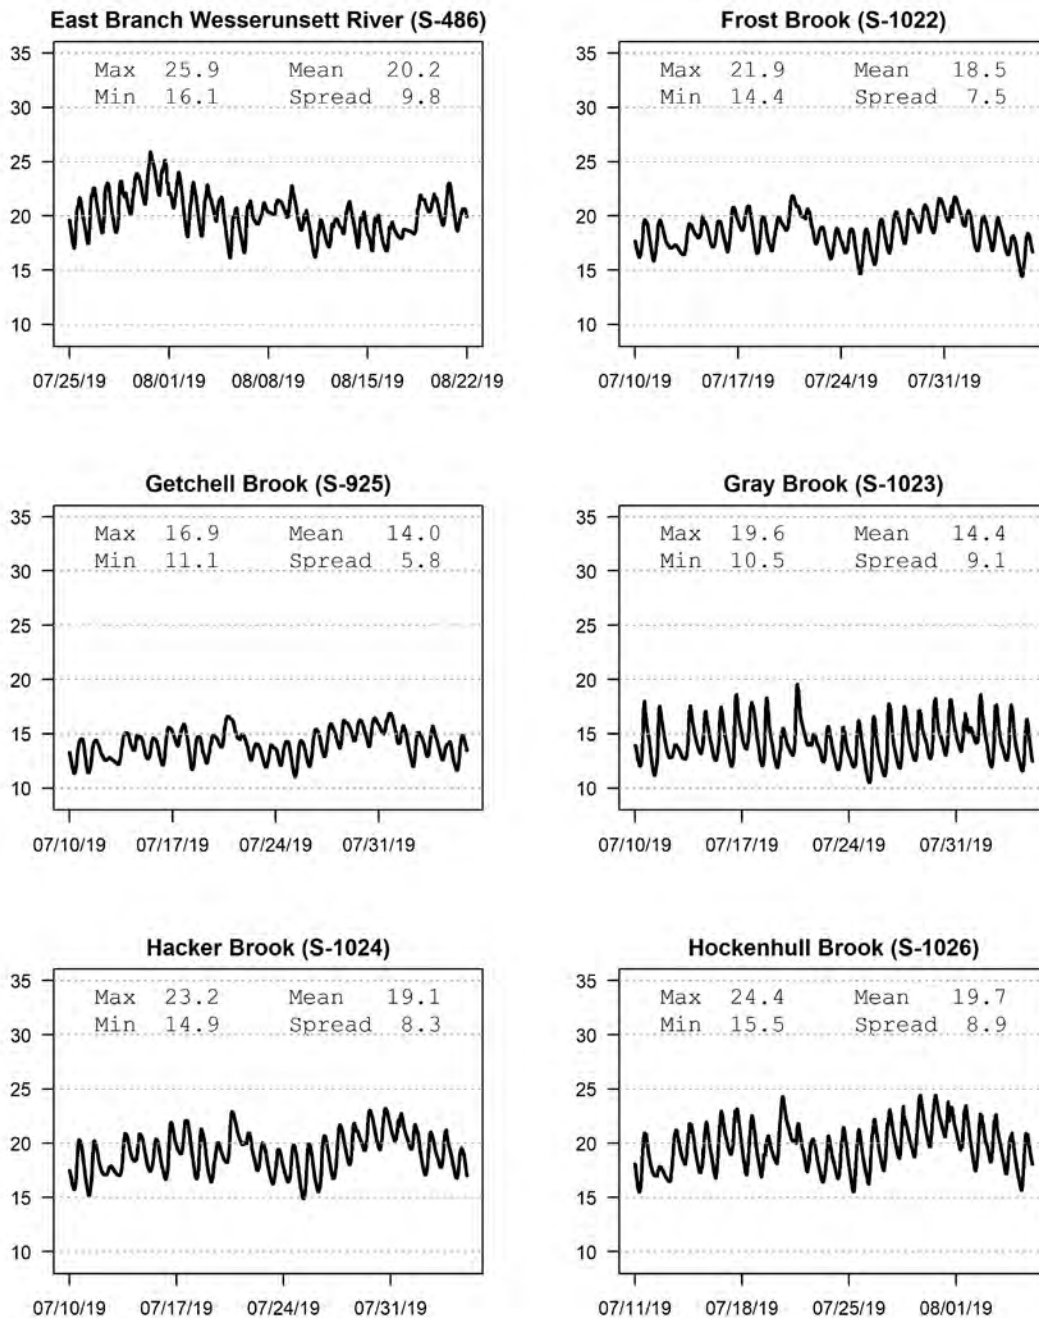 East Branch Wesserunsett River (S-486)
Max 25.9 Mean 20.2
Min 16.1 Spread 9.8
35
30
25
20
15
10
07/25/19 08/01/19 08/08/19 08/15/19 08/22/19
Frost Brook (S-1022)
Max 21.9 Mean 18.5
Min 14.4 Spread 7.5
35
30
25
20
15
10
07/10/19 07/17/19 07/24/19 07/31/19
Getchell Brook (S-925)
Max 16.9 Mean 14.0
Min 11.1 Spread 5.8
35
30
25
20
15
10
07/10/19 07/17/19 07/24/19 07/31/19
Gray Brook (S-1023)
Max 19.6 Mean 14.4
Min 10.5 Spread 9.1
35
30
25
20
15
10
07/10/19 07/17/19 07/24/19 07/31/19
Hacker Brook (S-1024)
Max 23.2 Mean 19.1
Min 14.9 Spread 8.3
35
30
25
20
15
10
07/10/19 07/17/19 07/24/19 07/31/19
Hockenhull Brook (S-1026)
Max 24.4 Mean 19.7
Min 15.5 Spread 8.9
35
30
25
20
15
10
07/11/19 07/18/19 07/25/19 08/01/19